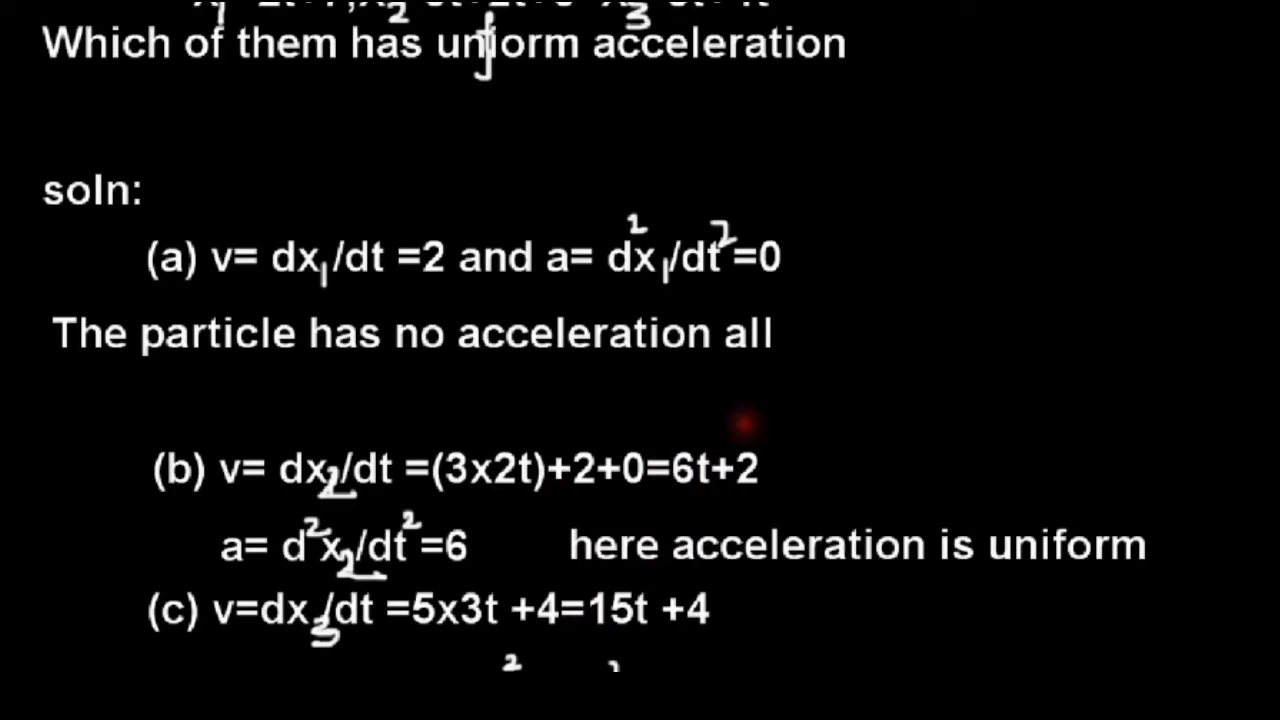 Which of them has uniform acceleration
soln:
(a) v= dx₁/dt =2 and a= d²x₁/dt²=0
The particle has no acceleration all
(b) v= dx₂/dt =(3x2t)+2+0=6t+2
a= d²x₂/dt²=6 here acceleration is uniform
(c) v=dx₃/dt =5x3t +4=15t +4